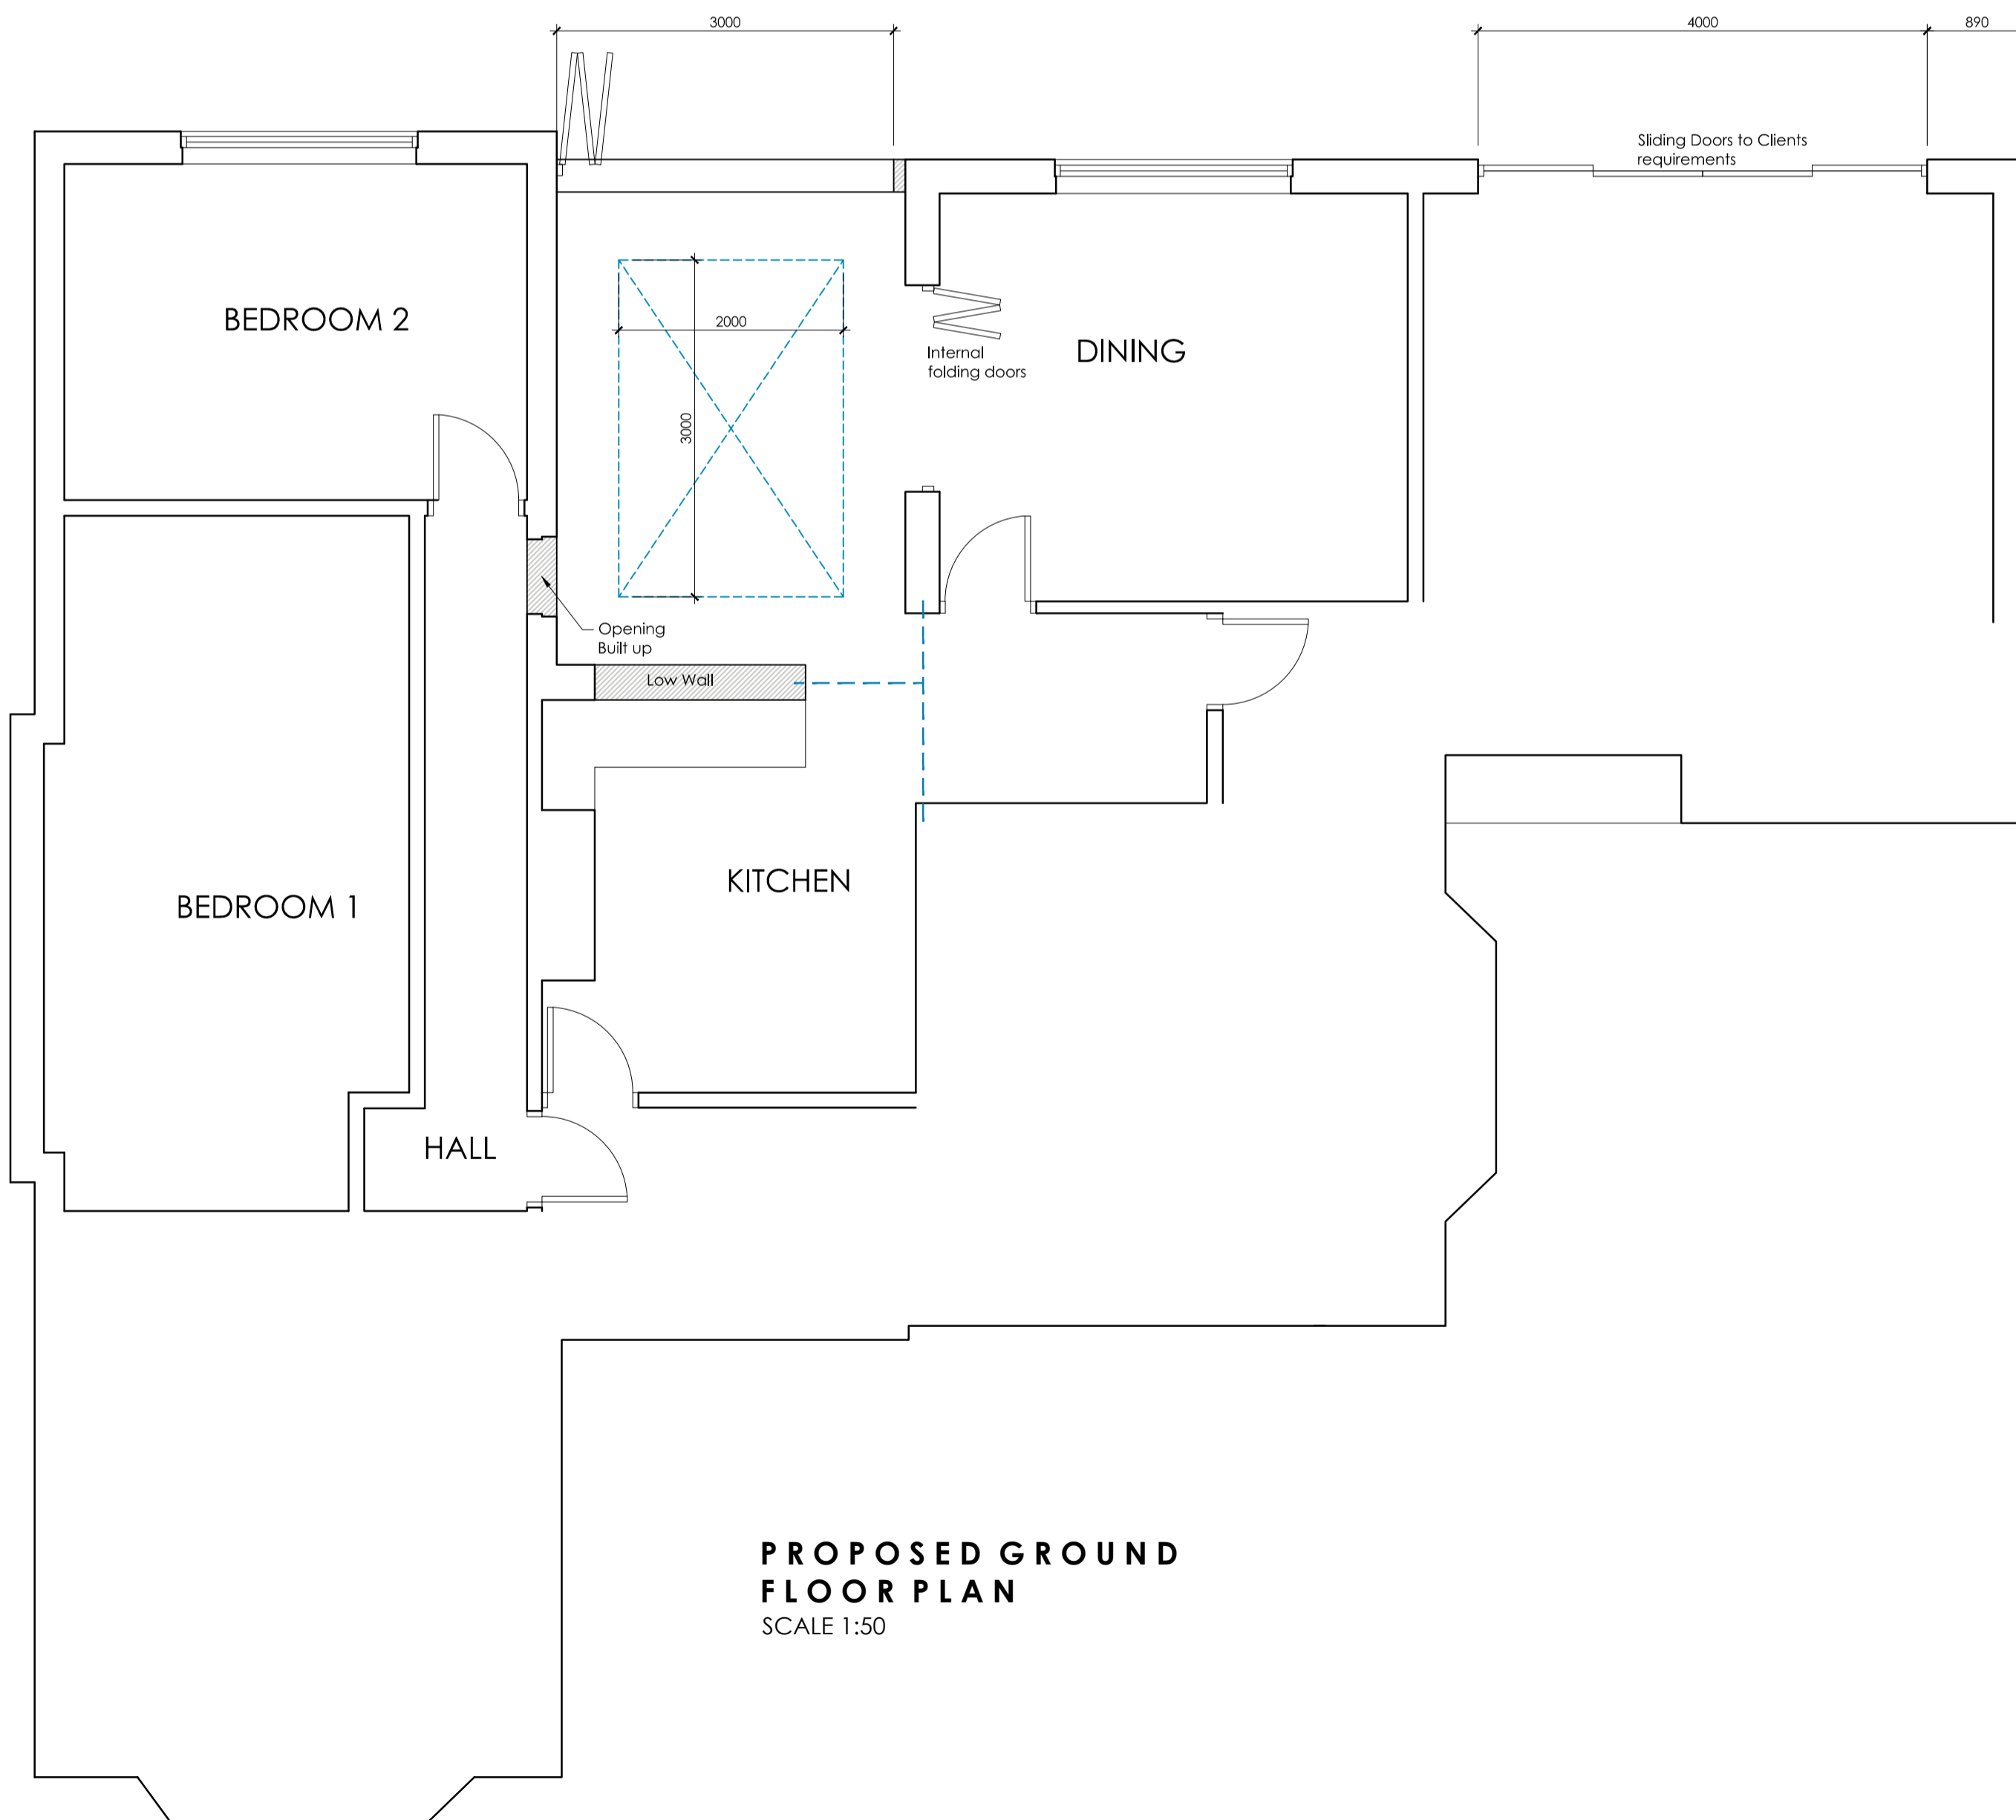 3000
4000
890
Sliding Doors to Clients
requirements
BEDROOM 2
2000
3000
Internal
folding doors
DINING
Opening
Built up
Low Wall
KITCHEN
BEDROOM 1
HALL
PROPOSED GROUND
FLOOR PLAN
SCALE 1:50